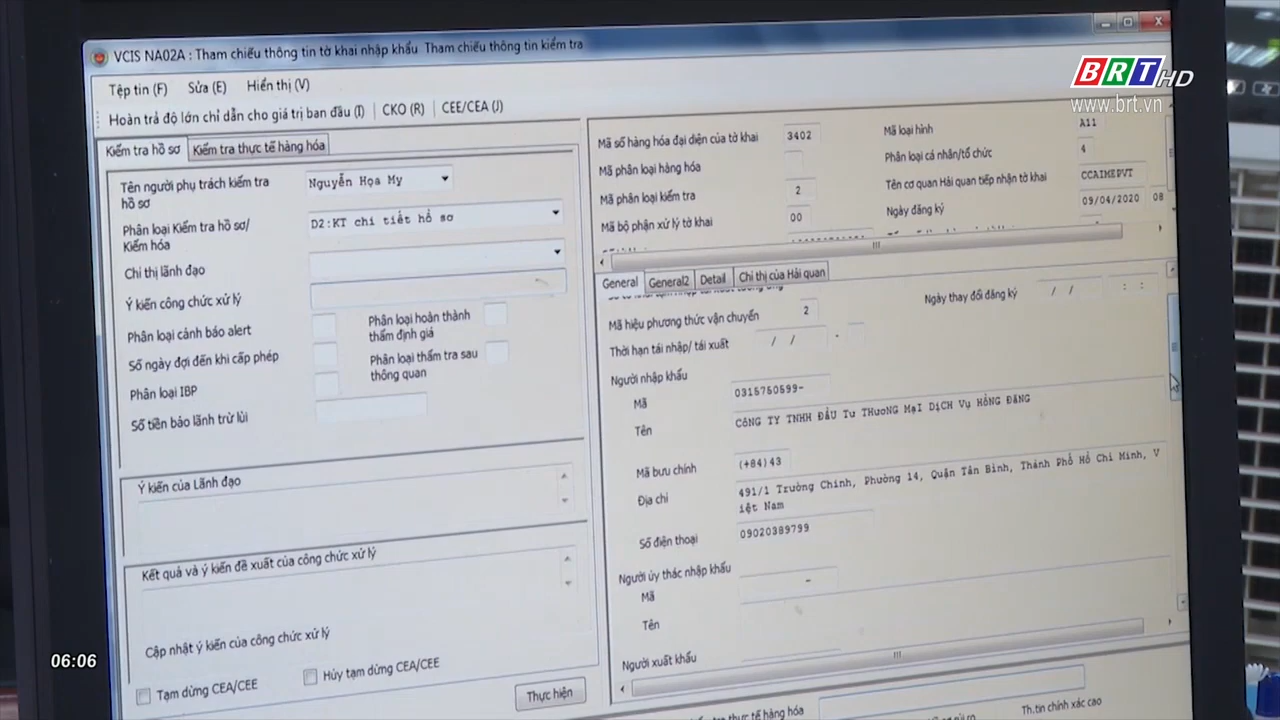 VCIS NA02A : Tham chiếu thông tin tờ khai nhập khẩu Tham chiếu thông tin kiểm tra
BRT HD
www.brt.vn
Tệp tin (F) Sửa (E) Hiển thị (V)
Hoàn trả độ lớn chỉ dẫn cho giá trị ban đầu (I) CKO (R) CEE/CEA (J)
Kiểm tra hồ sơ Kiểm tra thực tế hàng hóa
Tên người phụ trách kiểm tra hồ sơ Nguyễn Họa My
Phân loại Kiểm tra hồ sơ/ Kiểm hóa D2:KT chi tiết hồ sơ
Chỉ thị lãnh đạo
Ý kiến công chức xử lý
Phân loại cảnh báo alert
Phân loại hoàn thành thẩm định giá
Số ngày đợi đến khi cấp phép
Phân loại thẩm tra sau thông quan
Phân loại IBP
Số tiền bảo lãnh trừ lùi
Ý kiến của Lãnh đạo
Kết quả và ý kiến đề xuất của công chức xử lý
Cập nhật ý kiến của công chức xử lý
Tạm dừng CEA/CEE
Hủy tạm dừng CEA/CEE
Thực hiện
Mã số hàng hóa đại diện của tờ khai 3402
Mã loại hình A11
Mã phân loại hàng hóa
Phân loại cá nhân/tổ chức 4
Mã phân loại kiểm tra 2
Tên cơ quan Hải quan tiếp nhận tờ khai CCAIMEPVT
Mã bộ phận xử lý tờ khai 00
Ngày đăng ký 09/04/2020 08
General General2 Detail Chỉ thị của Hải quan
Mã hiệu phương thức vận chuyển 2
Ngày thay đổi đăng ký / / : :
Thời hạn tái nhập/ tái xuất / / -
Người nhập khẩu
Mã 0315750599-
Tên CôNG TY TNHH ĐẦU Tư THươNG MạI DịCH Vụ HỒNG ĐĂNG
Mã bưu chính (+84)43
Địa chỉ 491/1 Trường Chinh, Phường 14, Quận Tân Bình, Thành Phố Hồ Chí Minh, V
iệt Nam
Số điện thoại 09020389799
Người ủy thác nhập khẩu
Mã -
Tên
Người xuất khẩu
thực tế hàng hóa
Th.tin chính xác cao
06:06